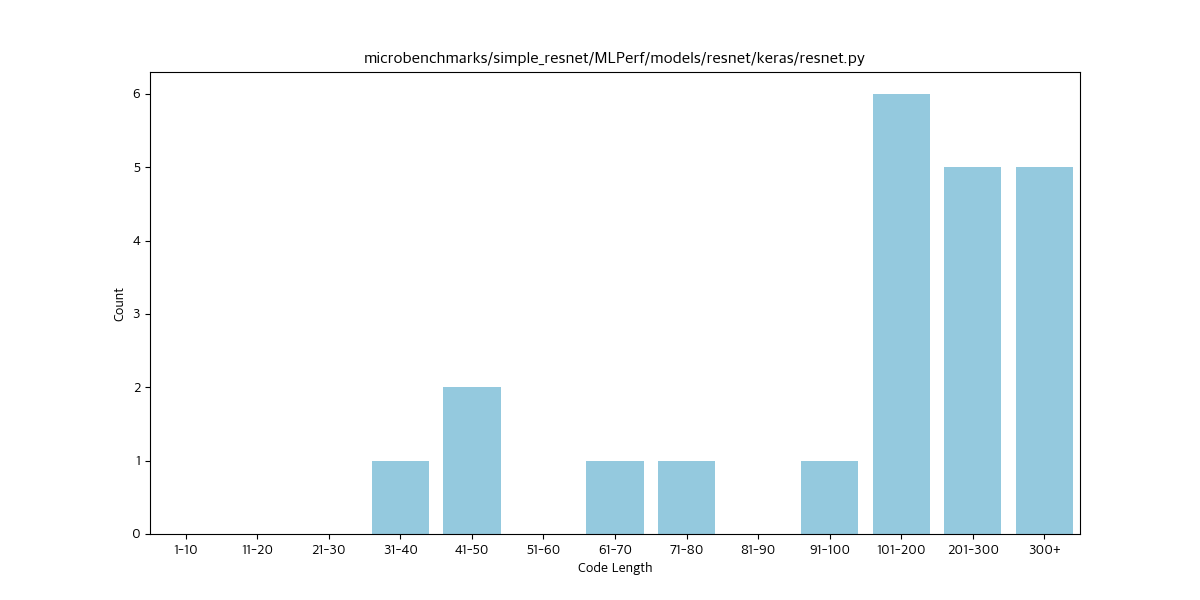 microbenchmarks/simple_resnet/MLPerf/models/resnet/keras/resnet.py
6
5
4
3
2
1
0
Count
1-10 11-20 21-30 31-40 41-50 51-60 61-70 71-80 81-90 91-100 101-200 201-300 300+
Code Length